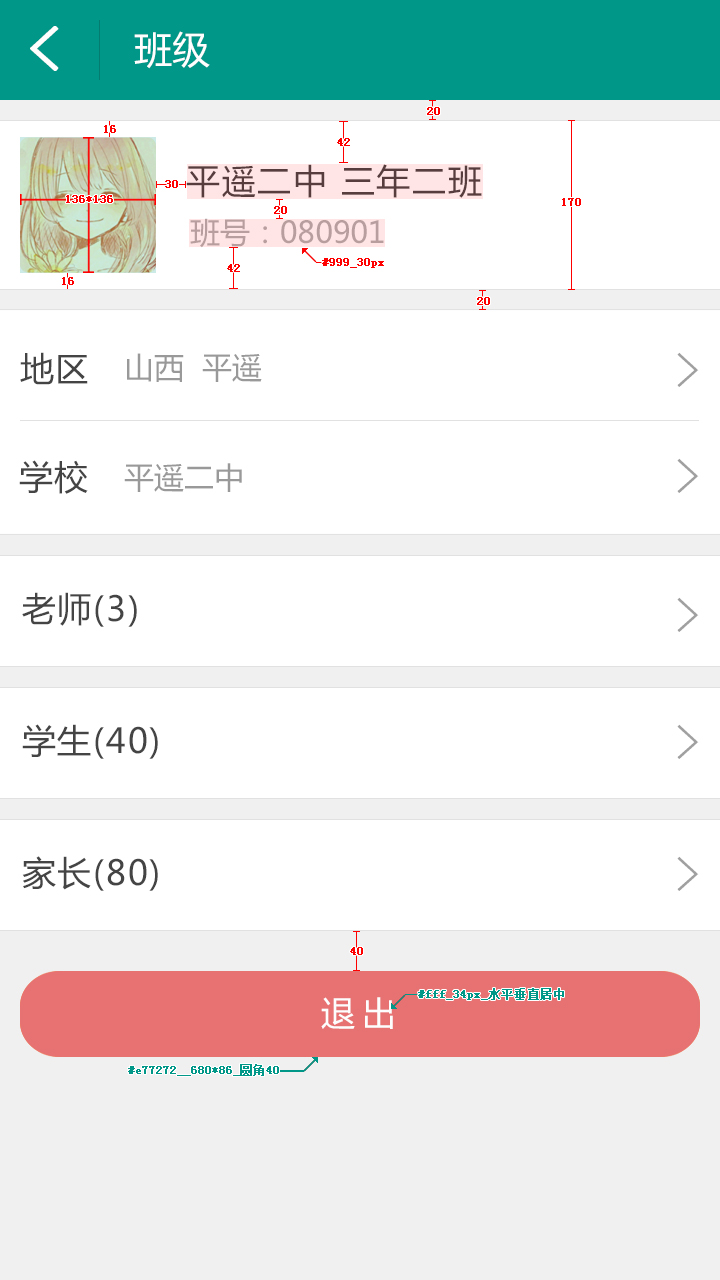 班级
20
16
42
平遥二中 三年二班
30
136*136
170
20
班号：080901
#999_30px
42
16
20
地区 山西 平遥
学校 平遥二中
老师(3)
学生(40)
家长(80)
40
#fff_34px_水平垂直居中
退出
#e77272__680*86_圆角40